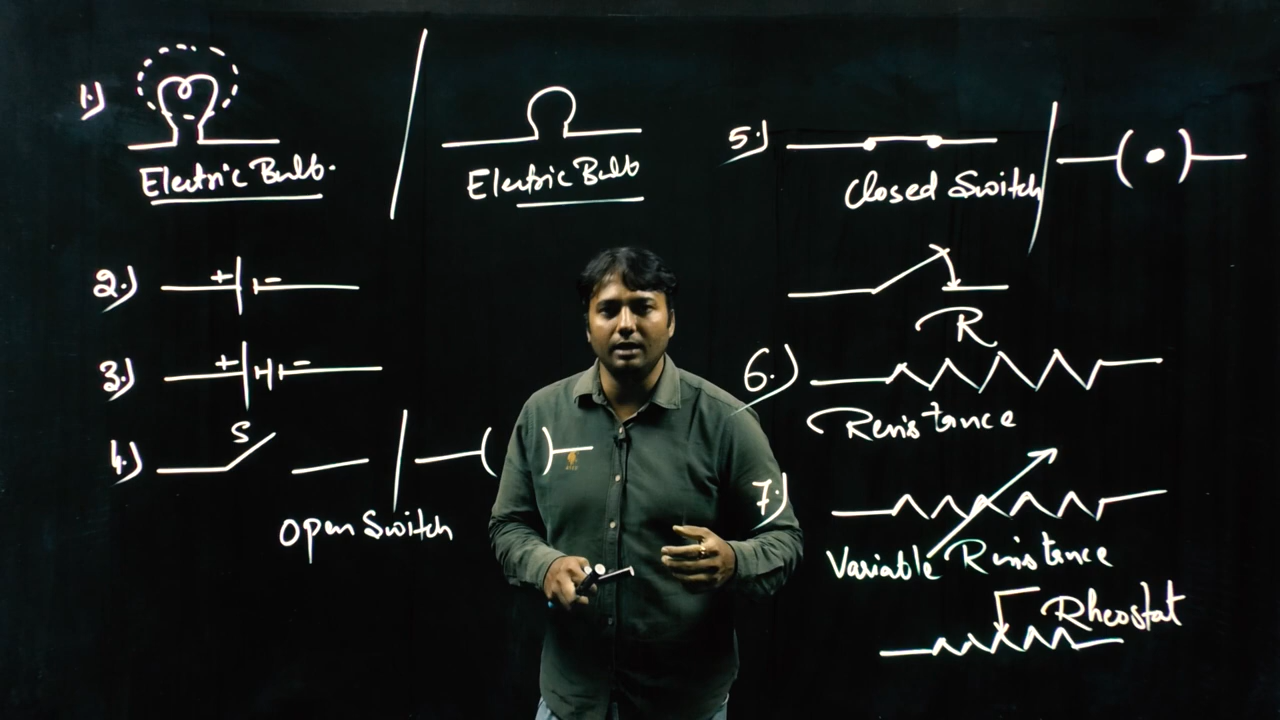 1.)
Electric Bulb.
Electric Bulb
2.) + -
3.) + -
4.) S
Open Switch
5.)
Closed Switch
R
6.)
Resistance
7.)
Variable Resistance
Rheostat